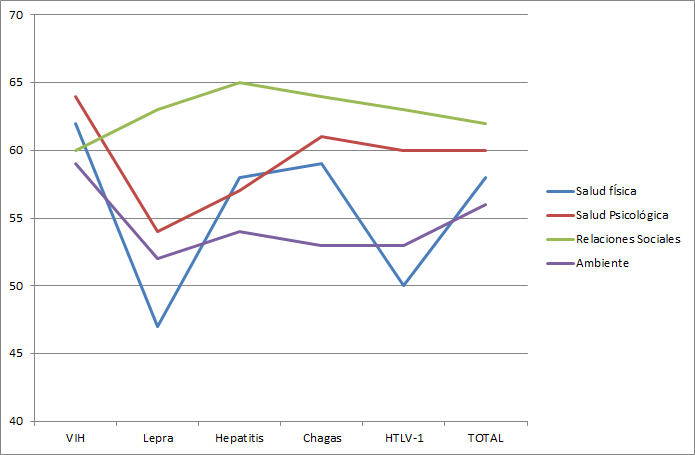 70
65
60
55
50
45
40
VIH
Lepra
Hepatitis
Chagas
HTLV-1
TOTAL
Salud fÍsica
Salud Psicológica
Relaciones Sociales
Ambiente